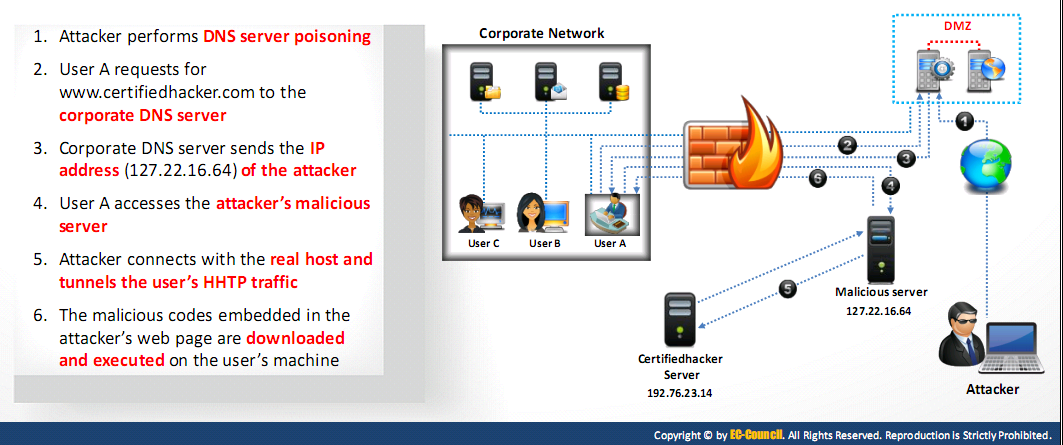 1. Attacker performs DNS server poisoning
2. User A requests for
www.certifiedhacker.com to the
corporate DNS server
3. Corporate DNS server sends the IP
address (127.22.16.64) of the attacker
4. User A accesses the attacker's malicious
server
5. Attacker connects with the real host and
tunnels the user's HHTP traffic
6. The malicious codes embedded in the
attacker's web page are downloaded
and executed on the user's machine
Corporate Network
User C
User B
User A
DMZ
1
2
3
6
4
5
Malicious server
127.22.16.64
Certifiedhacker
Server
192.76.23.14
Attacker
Copyright © by EC-Council. All Rights Reserved. Reproduction is Strictly Prohibited.